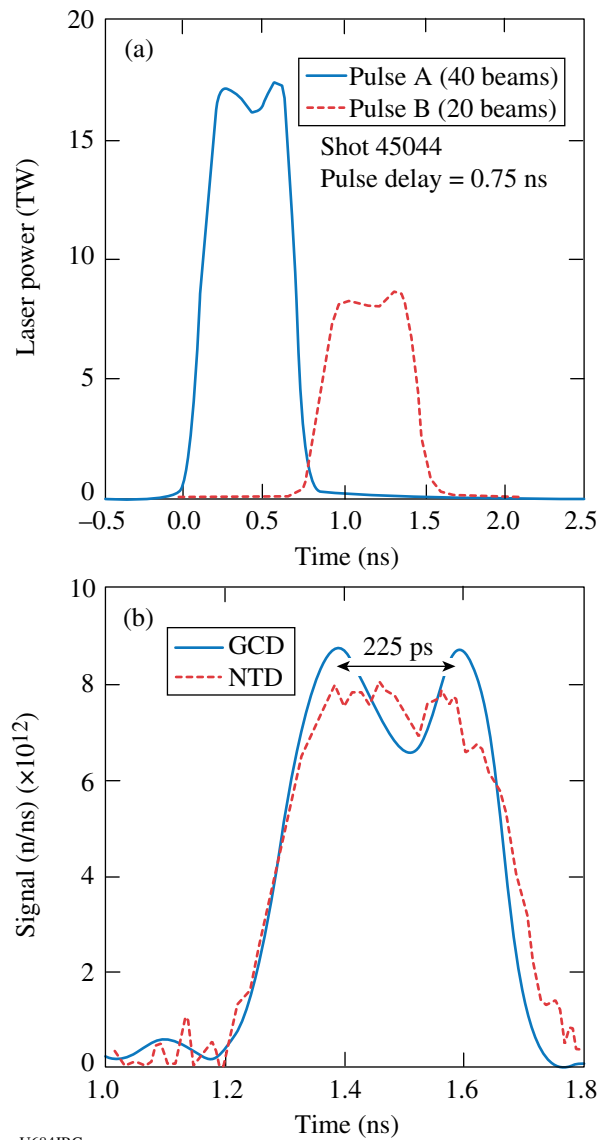 20
(a)
Pulse A (40 beams)
Pulse B (20 beams)
Shot 45044
Pulse delay = 0.75 ns
15
10
5
0
Laser power (TW)
–0.5 0.0 0.5 1.0 1.5 2.0 2.5
Time (ns)
10
(b)
GCD
NTD
225 ps
8
6
4
2
0
Signal (n/ns) (×10¹²)
1.0 1.2 1.4 1.6 1.8
Time (ns)